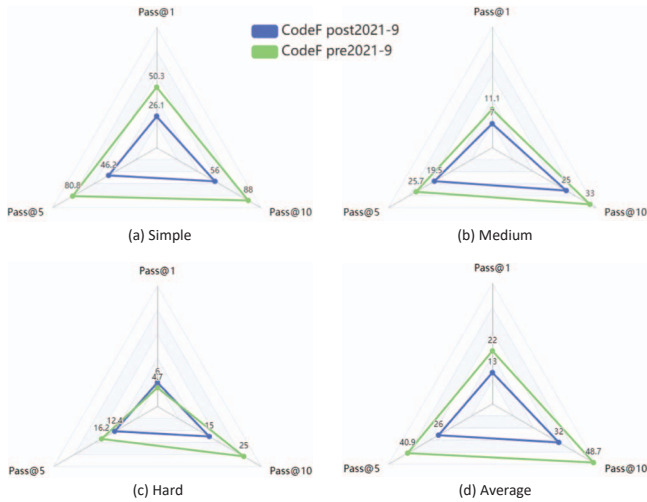 Pass@1
CodeF post2021-9
CodeF pre2021-9
50.3
26.1
46.2
56
80.8
88
Pass@5
Pass@10
(a) Simple
Pass@1
11.1
7
19.5
25
25.7
33
Pass@5
Pass@10
(b) Medium
Pass@1
6
4.7
12.4
15
16.2
25
Pass@5
Pass@10
(c) Hard
Pass@1
22
13
26
32
40.9
48.7
Pass@5
Pass@10
(d) Average